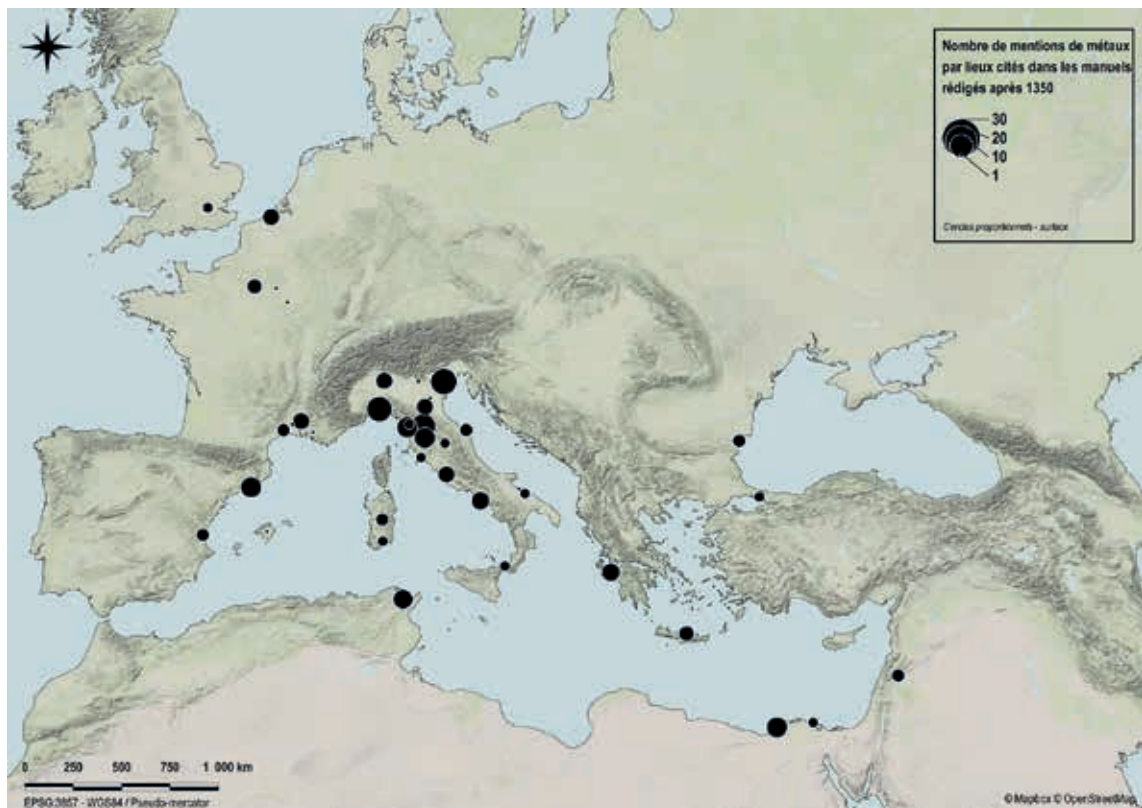 Nombre de mentions de métaux
par lieux cités dans les manuels
rédigés après 1350
30
20
10
1
Cercles proportionnels - surface
0 250 500 750 1 000 km
EPSG:3857 - WGS84 / Pseudo-mercator
© Mapbox © OpenStreetMap